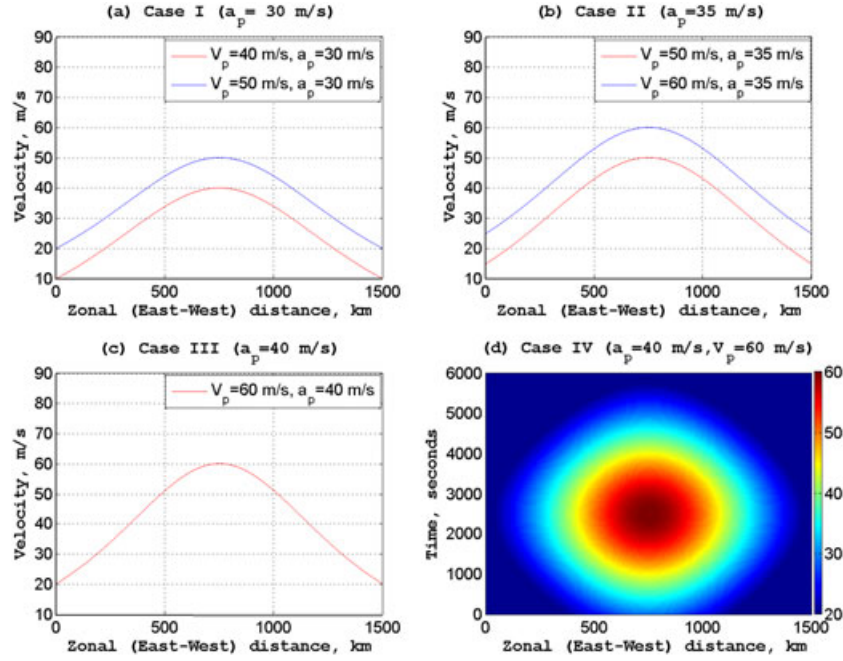 (a) Case I (a_p= 30 m/s)
V_p=40 m/s, a_p=30 m/s
V_p=50 m/s, a_p=30 m/s
90
80
70
60
50
40
30
20
10
Velocity, m/s
0 500 1000 1500
Zonal (East-West) distance, km
(b) Case II (a_p=35 m/s)
V_p=50 m/s, a_p=35 m/s
V_p=60 m/s, a_p=35 m/s
90
80
70
60
50
40
30
20
10
Velocity, m/s
0 500 1000 1500
Zonal (East-West) distance, km
(c) Case III (a_p=40 m/s)
V_p=60 m/s, a_p=40 m/s
90
80
70
60
50
40
30
20
10
Velocity, m/s
0 500 1000 1500
Zonal (East-West) distance, km
(d) Case IV (a_p=40 m/s,V_p=60 m/s)
6000
5000
4000
3000
2000
1000
0
Time, seconds
0 500 1000 1500
Zonal (East-West) distance, km
60
50
40
30
20